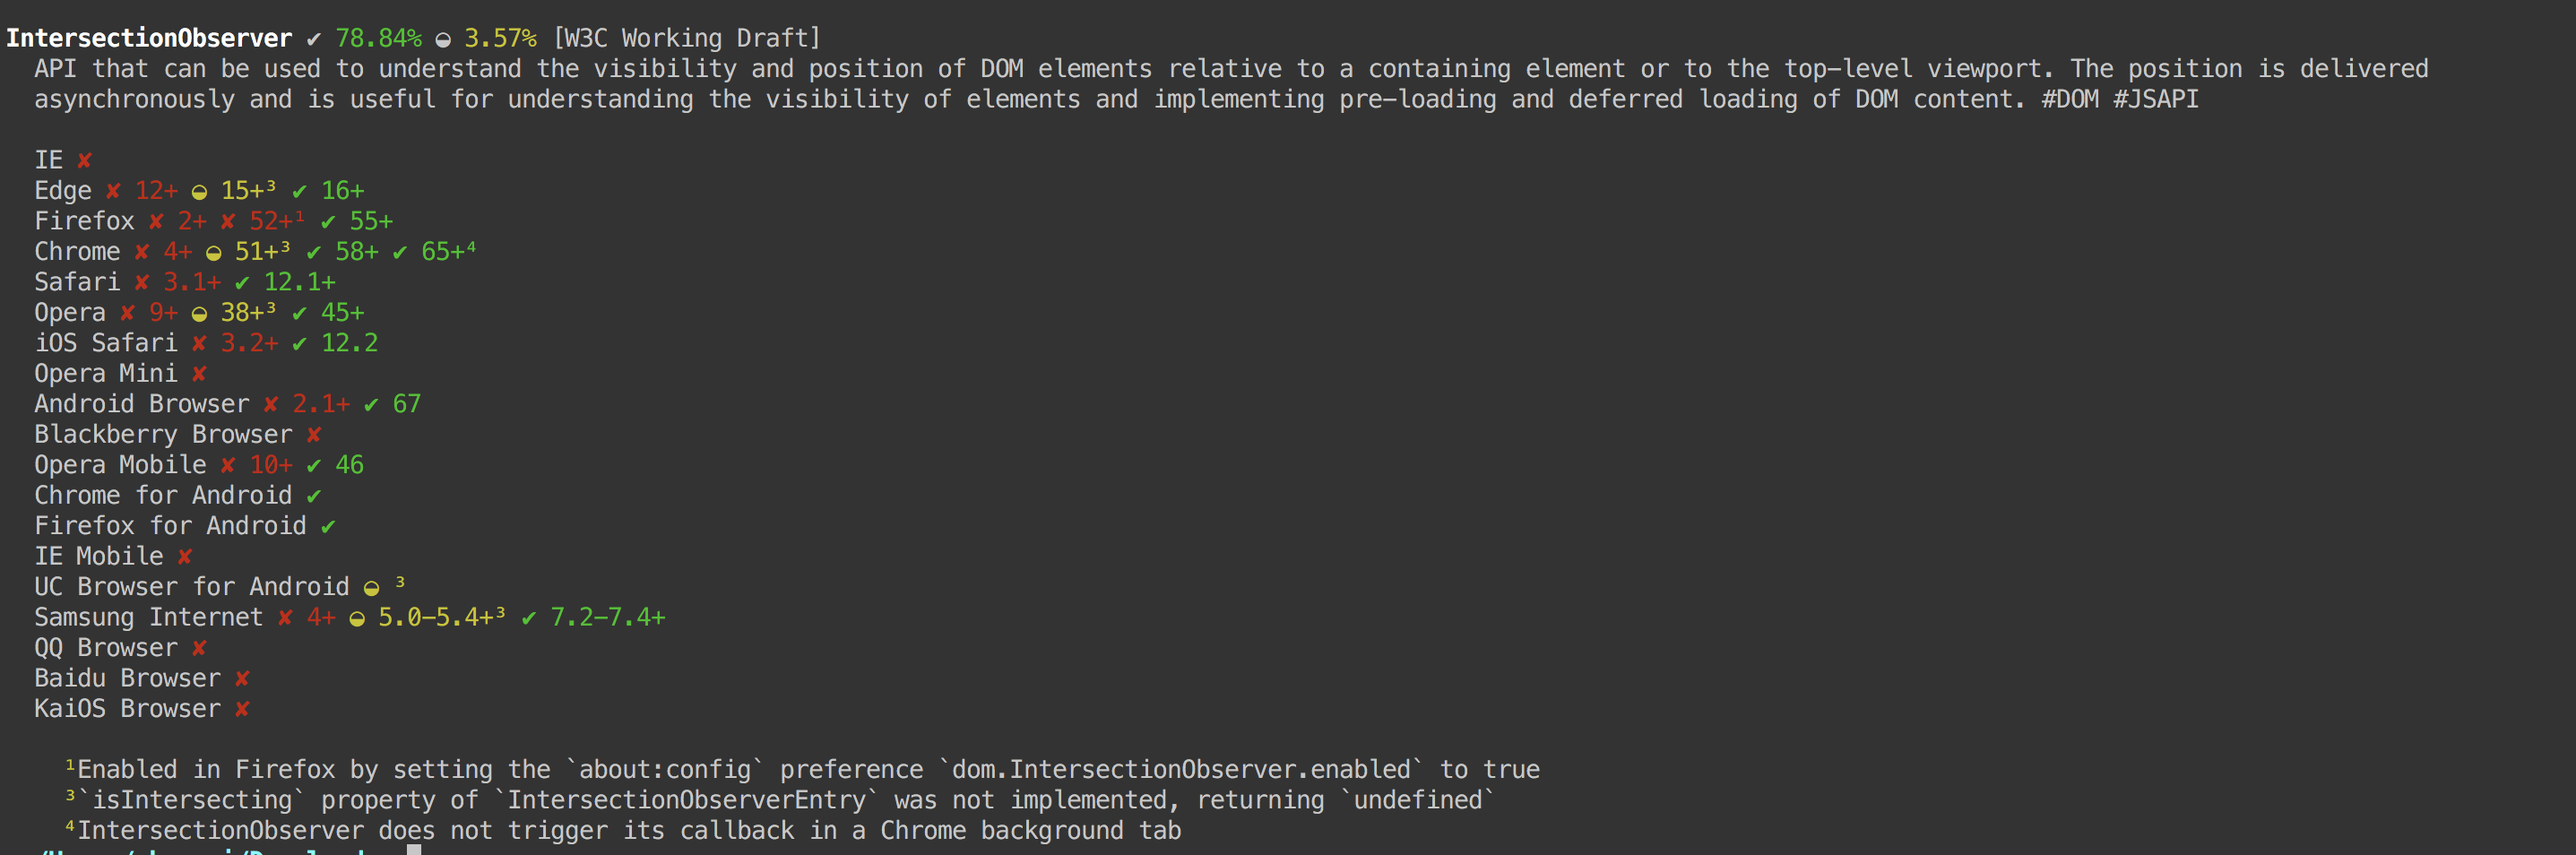 IntersectionObserver ✔ 78.84% ◒ 3.57% [W3C Working Draft]
API that can be used to understand the visibility and position of DOM elements relative to a containing element or to the top-level viewport. The position is delivered
asynchronously and is useful for understanding the visibility of elements and implementing pre-loading and deferred loading of DOM content. #DOM #JSAPI
IE ✘
Edge ✘ 12+ ◒ 15+³ ✔ 16+
Firefox ✘ 2+ ✘ 52+¹ ✔ 55+
Chrome ✘ 4+ ◒ 51+³ ✔ 58+ ✔ 65+⁴
Safari ✘ 3.1+ ✔ 12.1+
Opera ✘ 9+ ◒ 38+³ ✔ 45+
iOS Safari ✘ 3.2+ ✔ 12.2
Opera Mini ✘
Android Browser ✘ 2.1+ ✔ 67
Blackberry Browser ✘
Opera Mobile ✘ 10+ ✔ 46
Chrome for Android ✔
Firefox for Android ✔
IE Mobile ✘
UC Browser for Android ◒ ³
Samsung Internet ✘ 4+ ◒ 5.0-5.4+³ ✔ 7.2-7.4+
QQ Browser ✘
Baidu Browser ✘
KaiOS Browser ✘
¹Enabled in Firefox by setting the `about:config` preference `dom.IntersectionObserver.enabled` to true
³`isIntersecting` property of `IntersectionObserverEntry` was not implemented, returning `undefined`
⁴IntersectionObserver does not trigger its callback in a Chrome background tab